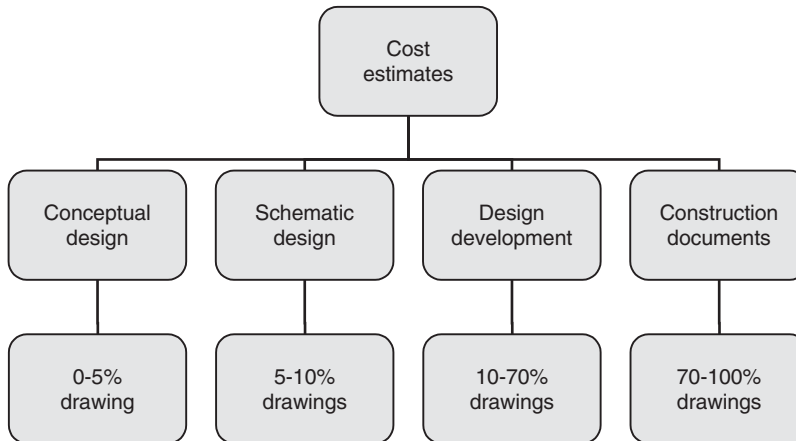 Cost
estimates
Conceptual
design
Schematic
design
Design
development
Construction
documents
0-5%
drawing
5-10%
drawings
10-70%
drawings
70-100%
drawings